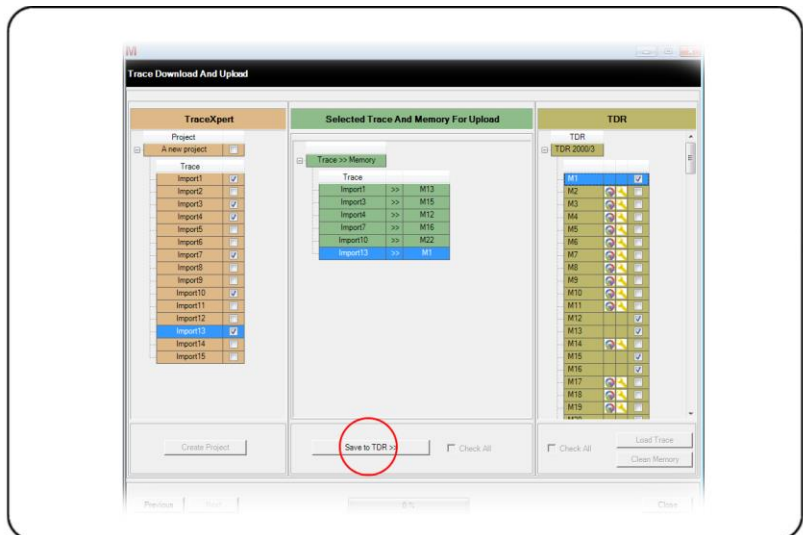 M
Trace Download And Upload
TraceXpert
Project
A new project
Trace
Import1
Import2
Import3
Import4
Import5
Import6
Import7
Import8
Import9
Import10
Import11
Import12
Import13
Import14
Import15
Create Project
Selected Trace And Memory For Upload
Trace >> Memory
Trace
Import1 >> M13
Import3 >> M15
Import4 >> M12
Import7 >> M16
Import10 >> M22
Import13 >> M1
Save to TDR >>
Check All
TDR
TDR
TDR 2000/3
M1
M2
M3
M4
M5
M6
M7
M8
M9
M10
M11
M12
M13
M14
M15
M16
M17
M18
M19
M20
Check All
Load Trace
Clean Memory
Previous
Next
0 %
Close